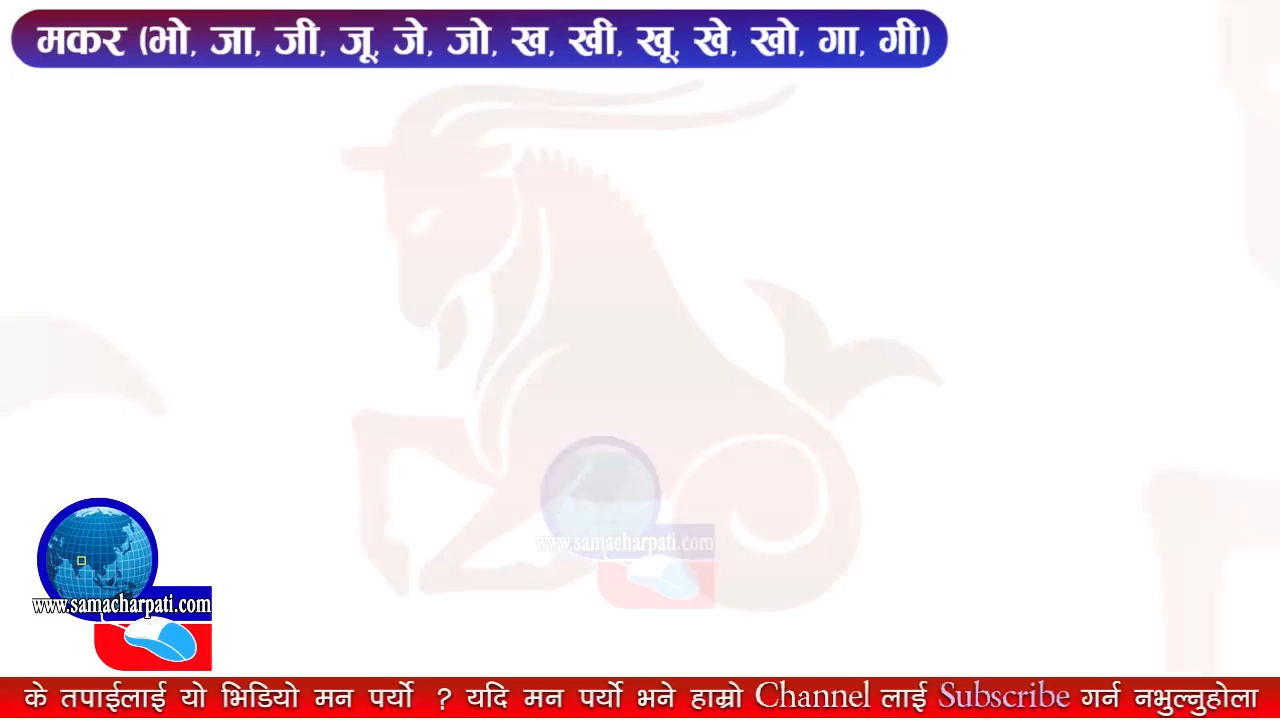 मकर (भो, जा, जी, जू, जे, जो, ख, खी, खू, खे, खो, गा, गी)
www.samacharpati.com
www.samacharpati.com
के तपाईलाई यो भिडियो मन पर्यो ? यदि मन पर्यो भने हाम्रो Channel लाई Subscribe गर्न नभुल्नुहोला